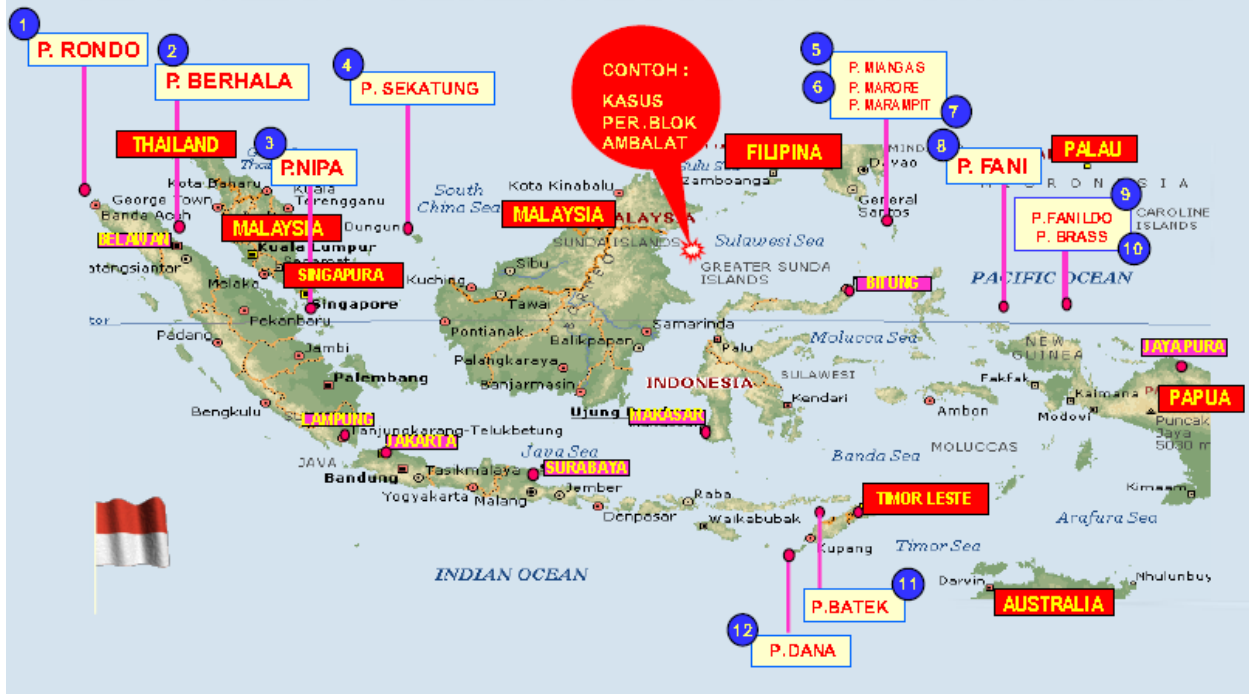 1
P. RONDO
2
P. BERHALA
3
P.NIPA
4
P. SEKATUNG
CONTOH :
KASUS
PER.BLOK
AMBALAT
5
6
P. MIANGAS
P. MARORE
P. MARAMPIT
7
8
P. FANI
9
P.FANILDO
P. BRASS
10
11
P.BATEK
12
P.DANA
THAILAND
MALAYSIA
SINGAPURA
MALAYSIA
FILIPINA
PALAU
PAPUA
TIMOR LESTE
AUSTRALIA
BELAWAN
LAMPUNG
JAKARTA
SURABAYA
MAKASAR
BITUNG
JAYAPURA
Kota Baharu
Kuala
Terengganu
George Town
Banda Aceh
Dungun
Kuala Lumpur
Melaka
Singapore
Pekanbaru
Padang
Jambi
Palembang
Bengkulu
Tanjungkarang-Telukbetung
JAVA
Bandung
Tasikmalaya
Yogyakarta
Malang
Jember
Denpasar
Raba
Waikabubak
Kupang
South
China Sea
Kota Kinabalu
SUNDA ISLANDS
Sibu
Kuching
Tawai
Pontianak
Samarinda
Balikpapan
Palangkaraya
Banjarmasin
INDONESIA
Java Sea
Zamboanga
Davao
General
Santos
Sulawesi Sea
GREATER SUNDA
ISLANDS
Palu
SULAWESI
Kendari
Molucca Sea
Ambon
MOLUCCAS
Banda Sea
CAROLINE
ISLANDS
PACIFIC OCEAN
NEW
GUINEA
Fakfak
Kaimana
Modovi
Puncak
Jaya
5030 m
Kimaam
Arafura Sea
Timor Sea
Darwin
Nhulunbuy
INDIAN OCEAN